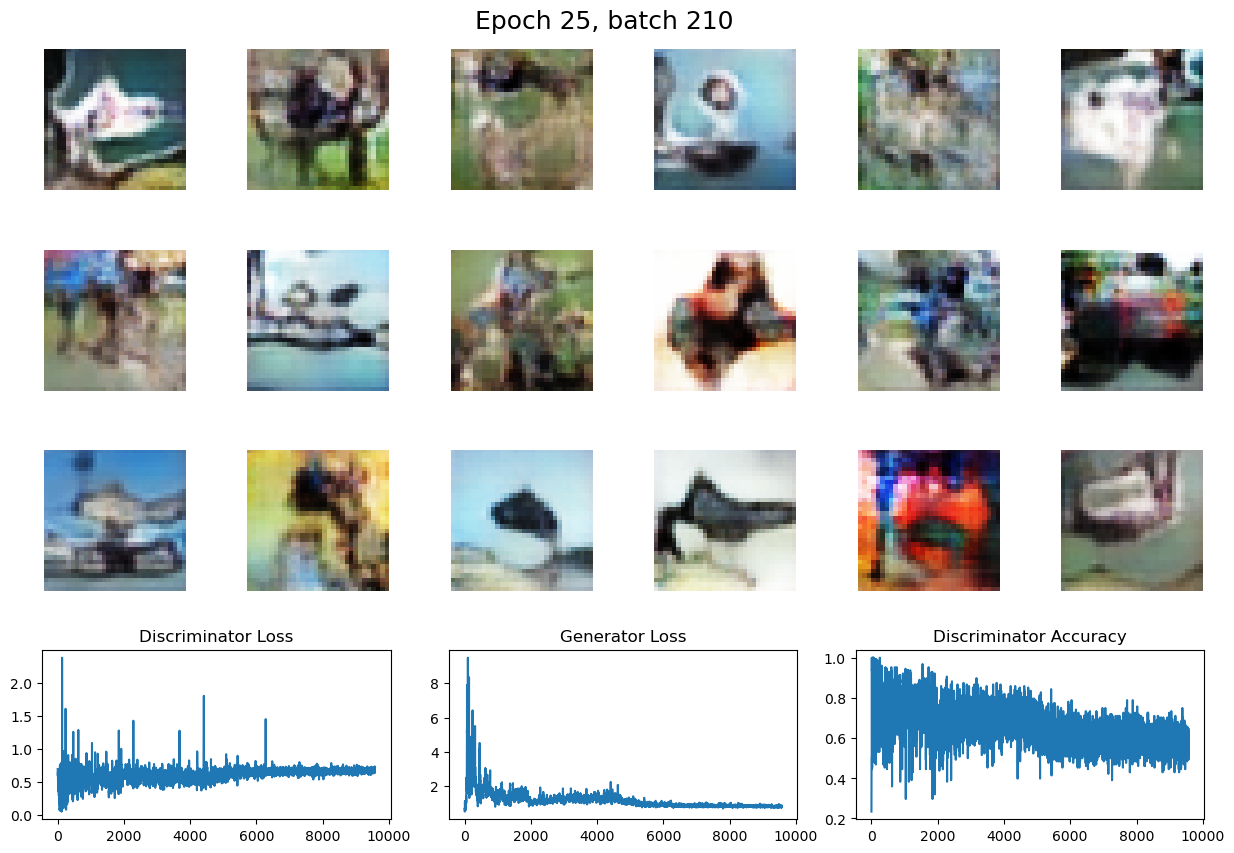 Epoch 25, batch 210
Discriminator Loss
Generator Loss
Discriminator Accuracy
2.0
1.5
1.0
0.5
0.0
0 2000 4000 6000 8000 10000
8
6
4
2
0 2000 4000 6000 8000 10000
1.0
0.8
0.6
0.4
0.2
0 2000 4000 6000 8000 10000